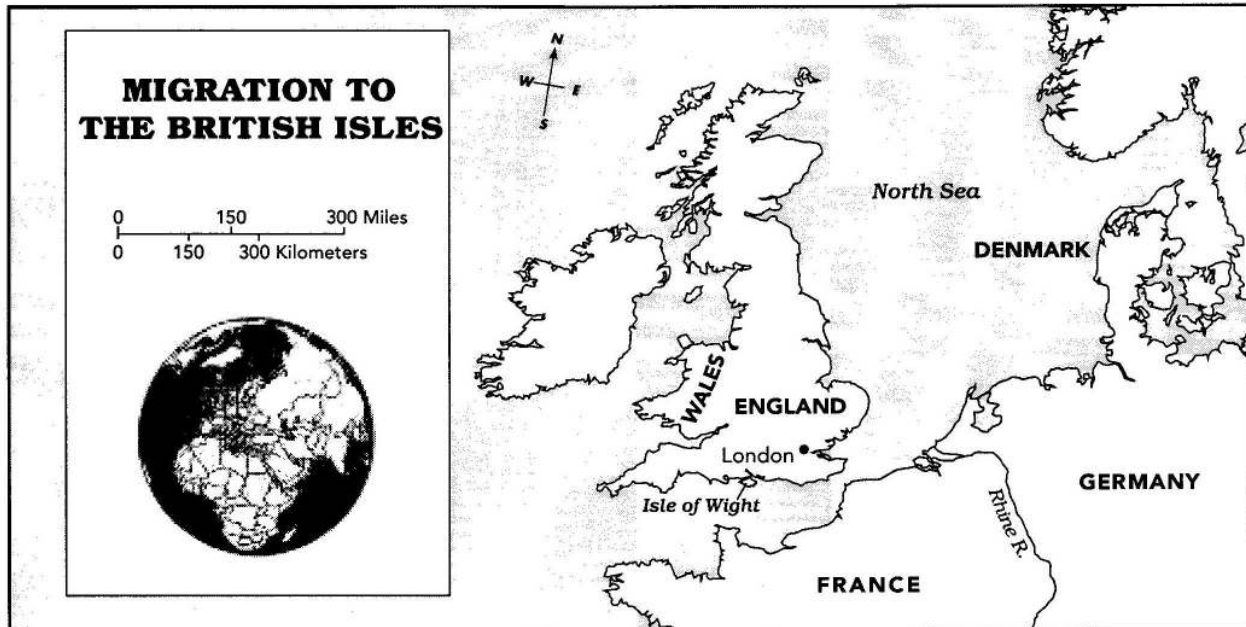 MIGRATION TO
THE BRITISH ISLES
0 150 300 Miles
0 150 300 Kilometers
N
W E
S
North Sea
DENMARK
WALES
ENGLAND
London
Isle of Wight
GERMANY
Rhine R.
FRANCE